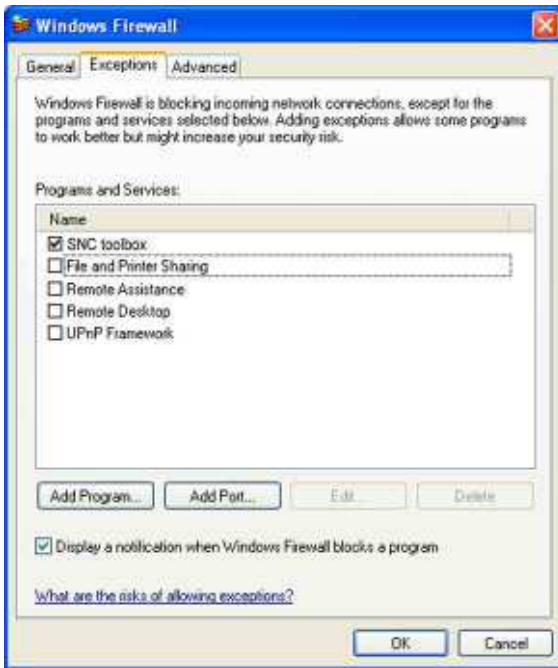 Windows Firewall
General Exceptions Advanced
Windows Firewall is blocking incoming network connections, except for the
programs and services selected below. Adding exceptions allows some programs
to work better but might increase your security risk.
Programs and Services:
Name
SNC toolbox
File and Printer Sharing
Remote Assistance
Remote Desktop
UPnP Framework
Add Program... Add Port... Edit... Delete
Display a notification when Windows Firewall blocks a program
What are the risks of allowing exceptions?
OK Cancel